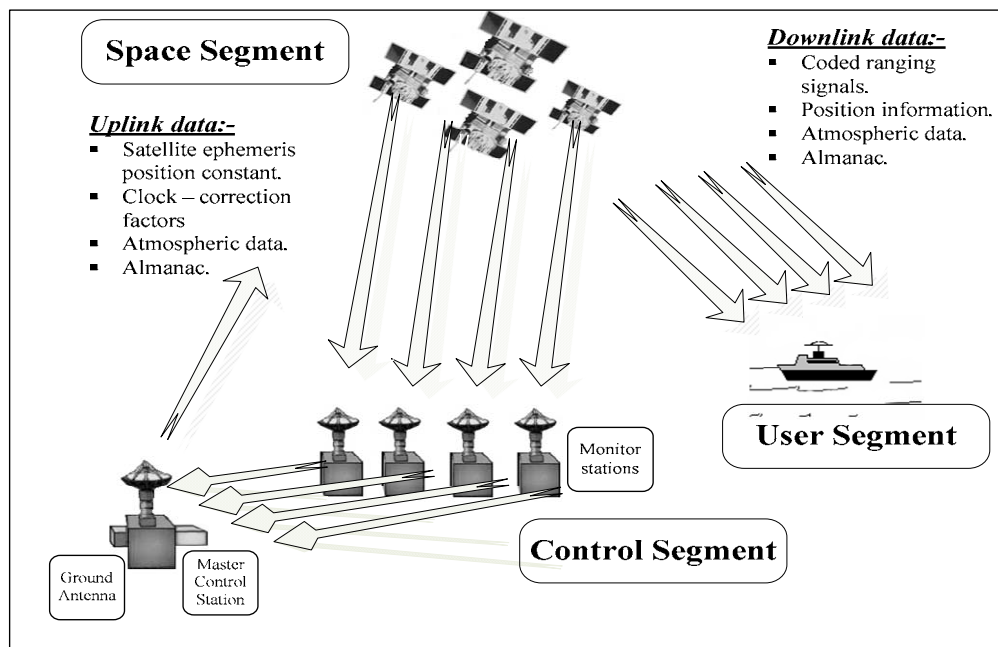 Space Segment
Uplink data:-
▪ Satellite ephemeris
position constant.
▪ Clock – correction
factors
▪ Atmospheric data.
▪ Almanac.
Downlink data:-
▪ Coded ranging
signals.
▪ Position information.
▪ Atmospheric data.
▪ Almanac.
User Segment
Monitor
stations
Control Segment
Ground
Antenna
Master
Control
Station